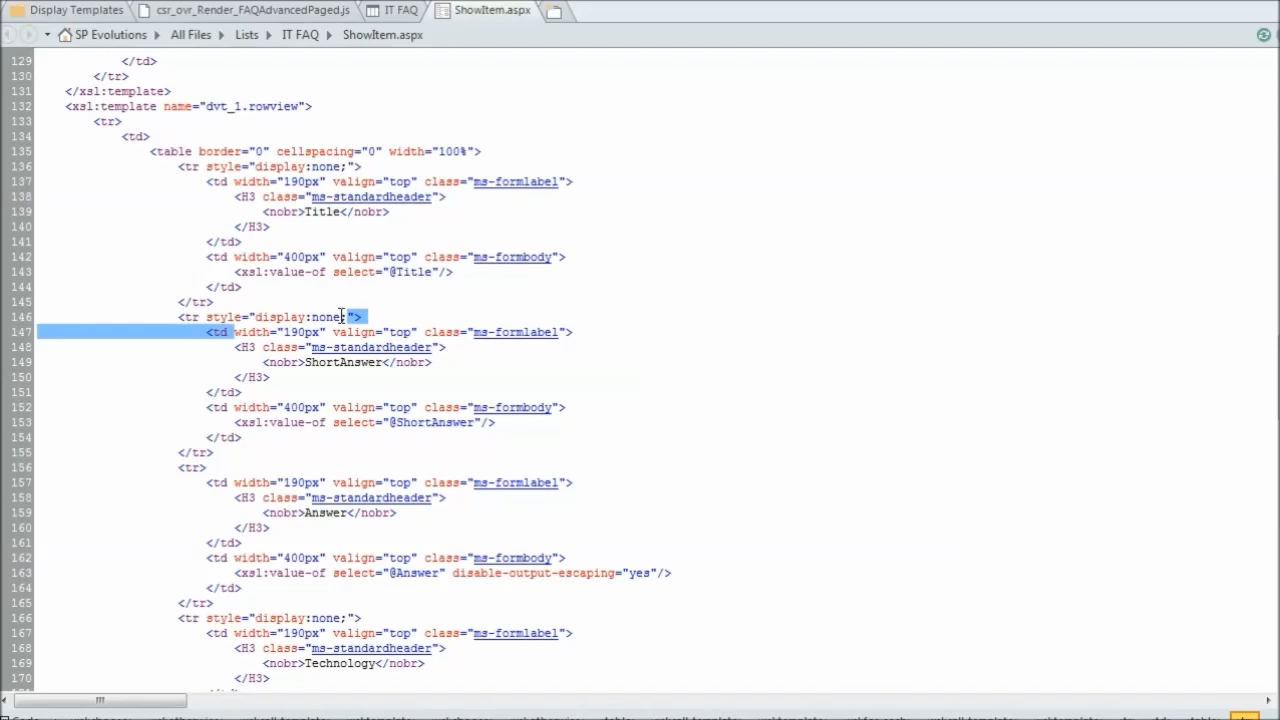 Display Templates csr_ovr_Render_FAQAdvancedPaged.js IT FAQ ShowItem.aspx
SP Evolutions All Files Lists IT FAQ ShowItem.aspx
129 </td>
130 </tr>
131 </xsl:template>
132 <xsl:template name="dvt_1.rowview">
133 <tr>
134 <td>
135 <table border="0" cellspacing="0" width="100%">
136 <tr style="display:none;">
137 <td width="190px" valign="top" class="ms-formlabel">
138 <H3 class="ms-standardheader">
139 <nobr>Title</nobr>
140 </H3>
141 </td>
142 <td width="400px" valign="top" class="ms-formbody">
143 <xsl:value-of select="@Title"/>
144 </td>
145 </tr>
146 <tr style="display:none;">
147 <td width="190px" valign="top" class="ms-formlabel">
148 <H3 class="ms-standardheader">
149 <nobr>ShortAnswer</nobr>
150 </H3>
151 </td>
152 <td width="400px" valign="top" class="ms-formbody">
153 <xsl:value-of select="@ShortAnswer"/>
154 </td>
155 </tr>
156 <tr>
157 <td width="190px" valign="top" class="ms-formlabel">
158 <H3 class="ms-standardheader">
159 <nobr>Answer</nobr>
160 </H3>
161 </td>
162 <td width="400px" valign="top" class="ms-formbody">
163 <xsl:value-of select="@Answer" disable-output-escaping="yes"/>
164 </td>
165 </tr>
166 <tr style="display:none;">
167 <td width="190px" valign="top" class="ms-formlabel">
168 <H3 class="ms-standardheader">
169 <nobr>Technology</nobr>
170 </H3>